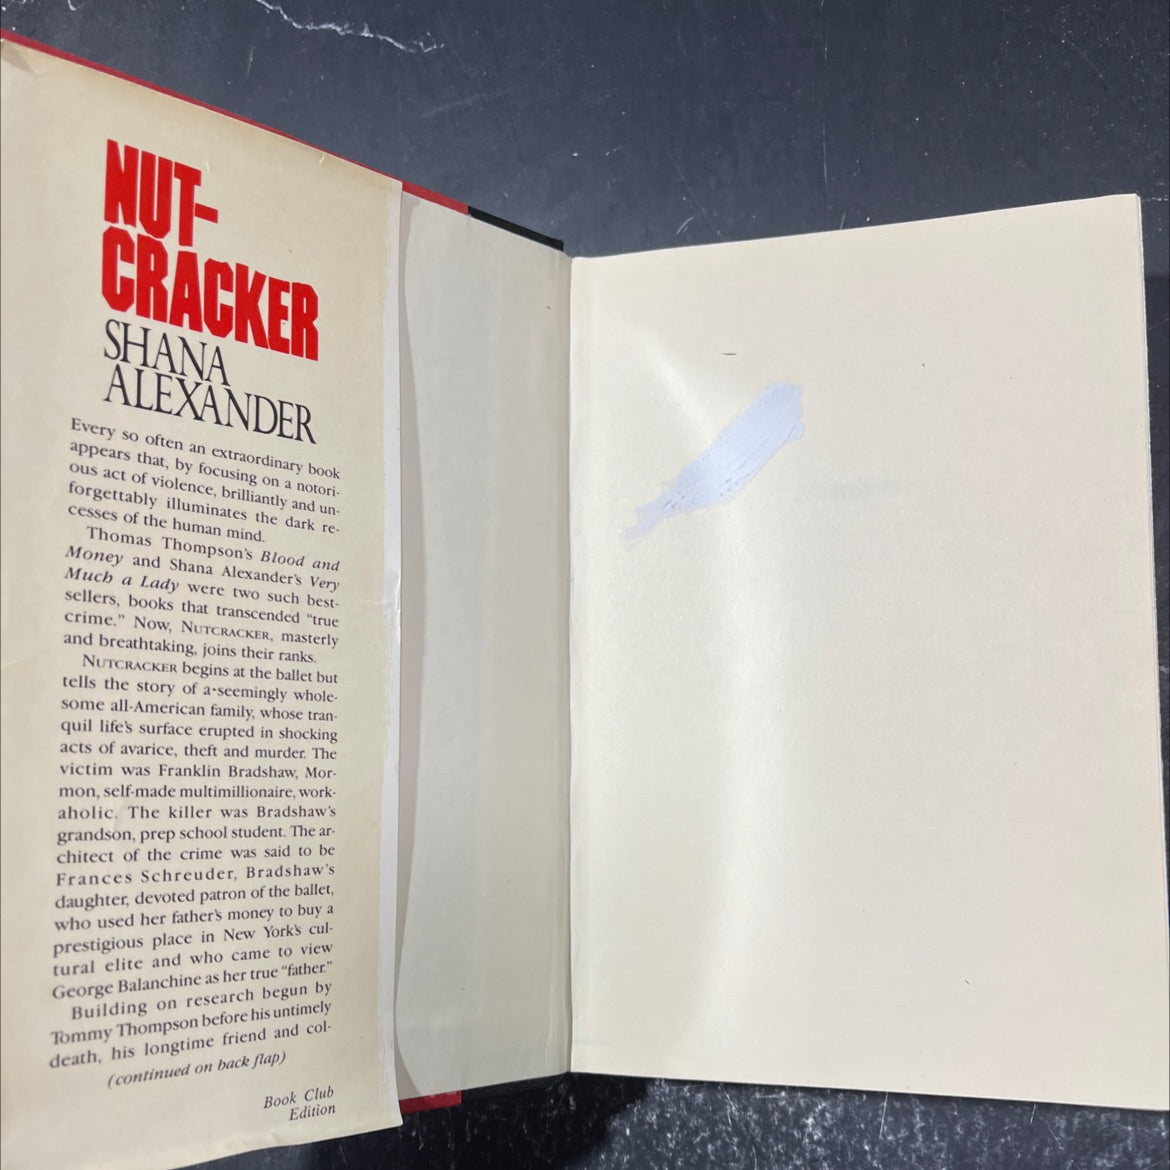 NUT-
CRACKER
SHANA
ALEXANDER
Every so often an extraordinary book
appears that, by focusing on a notori-
ous act of violence, brilliantly and un-
forgettably illuminates the dark re-
cesses of the human mind.
Thomas Thompson's Blood and
Money and Shana Alexander's Very
Much a Lady were two such best-
sellers, books that transcended “true
crime.” Now, NUTCRACKER, masterly
and breathtaking, joins their ranks.
NUTCRACKER begins at the ballet but
tells the story of a seemingly whole-
some all-American family, whose tran-
quil life's surface erupted in shocking
acts of avarice, theft and murder. The
victim was Franklin Bradshaw, Mor-
mon, self-made multimillionaire, work-
aholic. The killer was Bradshaw's
grandson, prep school student. The ar-
chitect of the crime was said to be
Frances Schreuder, Bradshaw's
daughter, devoted patron of the ballet,
who used her father's money to buy a
prestigious place in New York's cul-
tural elite and who came to view
George Balanchine as her true “father.”
Building on research begun by
Tommy Thompson before his untimely
death, his longtime friend and col-
(continued on back flap)
Book Club
Edition